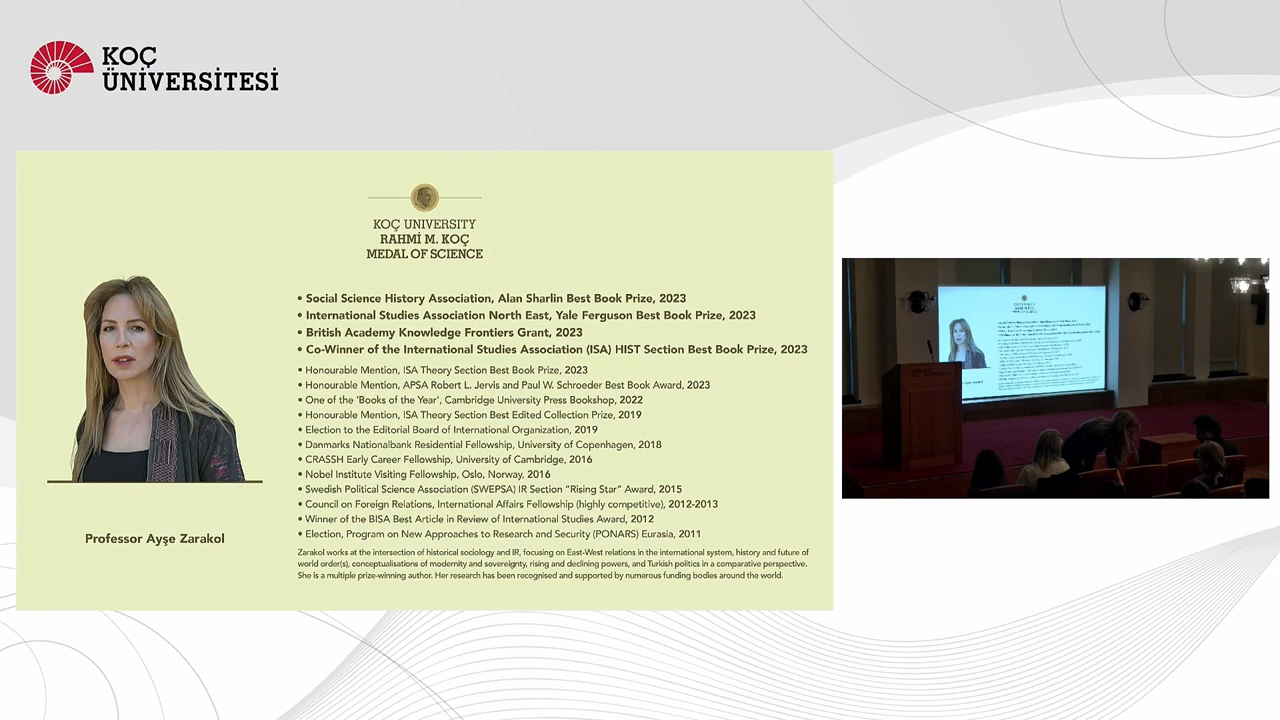 KOÇ
ÜNİVERSİTESİ
KOÇ UNIVERSITY
RAHMİ M. KOÇ
MEDAL OF SCIENCE
• Social Science History Association, Alan Sharlin Best Book Prize, 2023
• International Studies Association North East, Yale Ferguson Best Book Prize, 2023
• British Academy Knowledge Frontiers Grant, 2023
• Co-Winner of the International Studies Association (ISA) HIST Section Best Book Prize, 2023
• Honourable Mention, ISA Theory Section Best Book Prize, 2023
• Honourable Mention, APSA Robert L. Jervis and Paul W. Schroeder Best Book Award, 2023
• One of the ‘Books of the Year’, Cambridge University Press Bookshop, 2022
• Honourable Mention, ISA Theory Section Best Edited Collection Prize, 2019
• Election to the Editorial Board of International Organization, 2019
• Danmarks Nationalbank Residential Fellowship, University of Copenhagen, 2018
• CRASSH Early Career Fellowship, University of Cambridge, 2016
• Nobel Institute Visiting Fellowship, Oslo, Norway, 2016
• Swedish Political Science Association (SWEPSA) IR Section “Rising Star” Award, 2015
• Council on Foreign Relations, International Affairs Fellowship (highly competitive), 2012-2013
• Winner of the BISA Best Article in Review of International Studies Award, 2012
• Election, Program on New Approaches to Research and Security (PONARS) Eurasia, 2011
Zarakol works at the intersection of historical sociology and IR, focusing on East-West relations in the international system, history and future of
world order(s), conceptualisations of modernity and sovereignty, rising and declining powers, and Turkish politics in a comparative perspective.
She is a multiple prize-winning author. Her research has been recognised and supported by numerous funding bodies around the world.
Professor Ayşe Zarakol